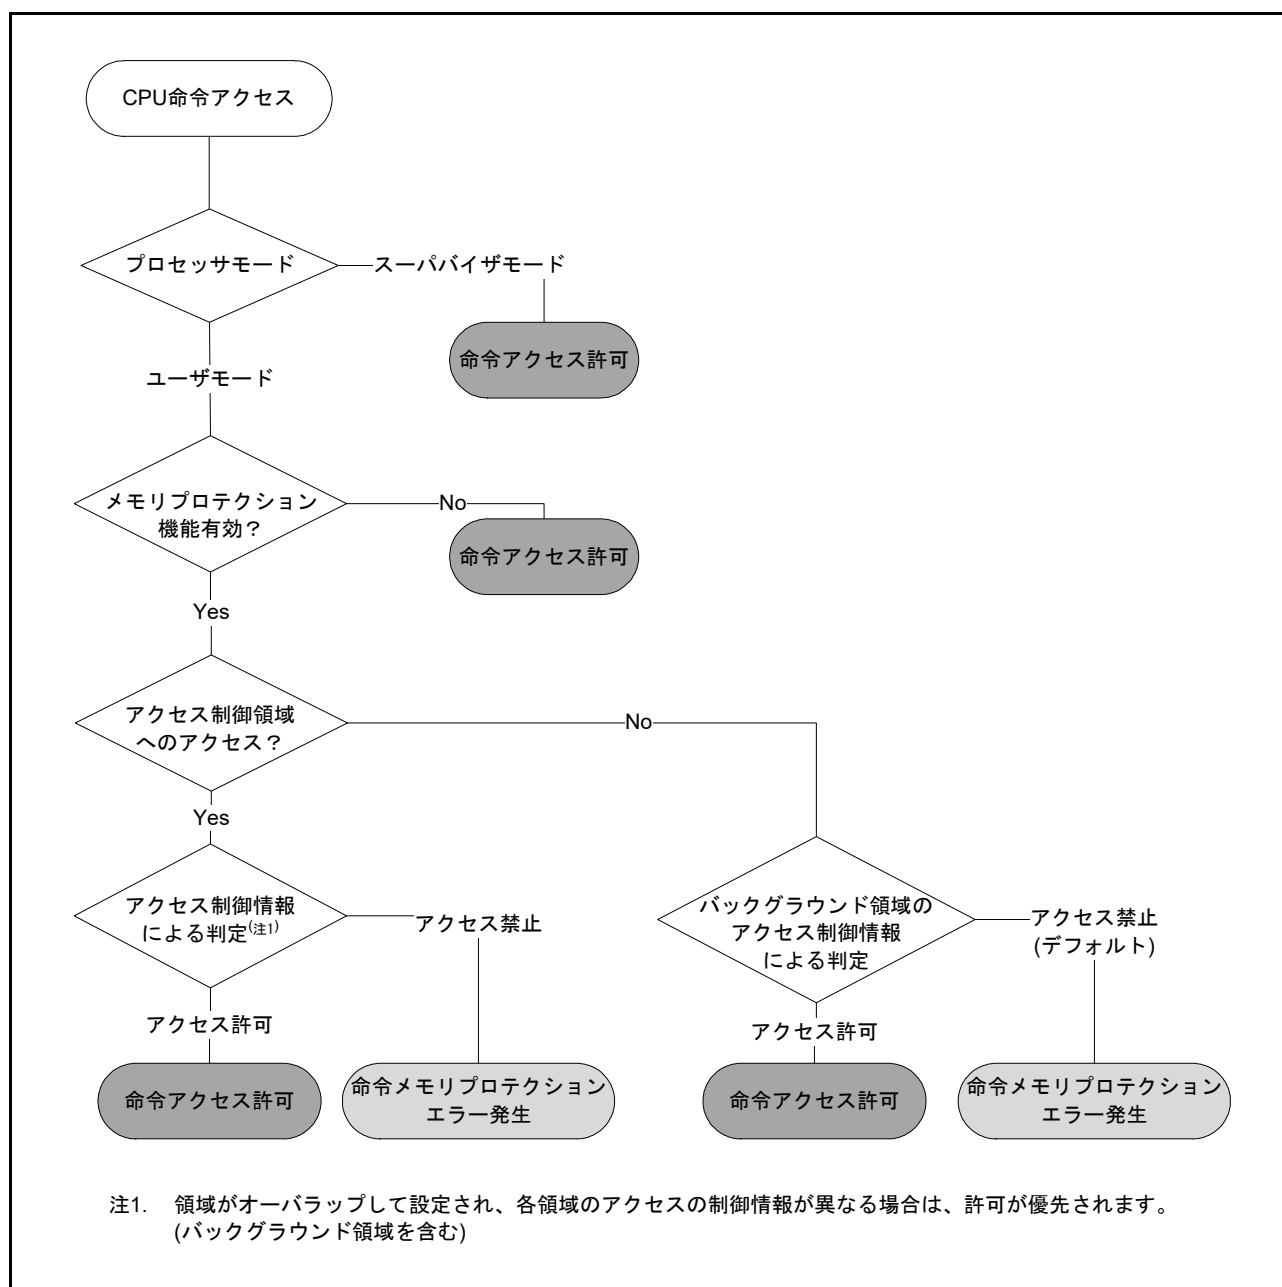 CPU命令アクセス
プロセッサモード
スーパバイザモード
命令アクセス許可
ユーザモード
メモリプロテクション
機能有効？
No
命令アクセス許可
Yes
アクセス制御領域
へのアクセス？
No
Yes
アクセス制御情報
による判定(注1)
アクセス禁止
バックグラウンド領域の
アクセス制御情報
による判定
アクセス禁止
(デフォルト)
アクセス許可
アクセス許可
命令アクセス許可
命令メモリプロテクション
エラー発生
命令アクセス許可
命令メモリプロテクション
エラー発生
注1. 領域がオーバラップして設定され、各領域のアクセスの制御情報が異なる場合は、許可が優先されます。
(バックグラウンド領域を含む)